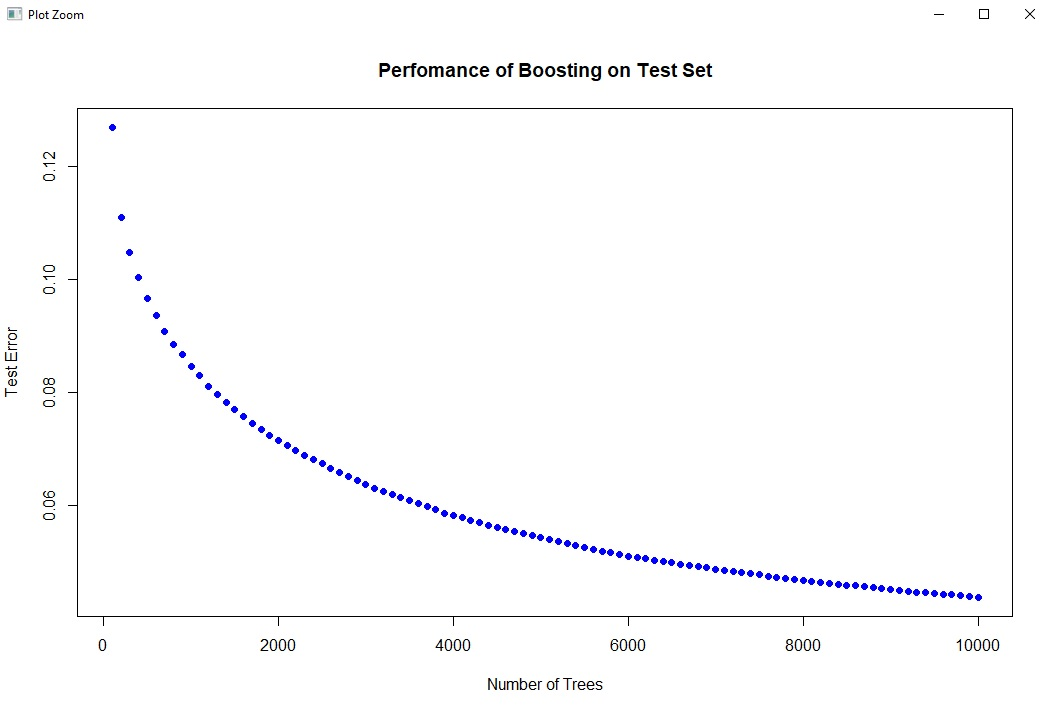 Plot Zoom
Perfomance of Boosting on Test Set
Test Error
0.12
0.10
0.08
0.06
0 2000 4000 6000 8000 10000
Number of Trees